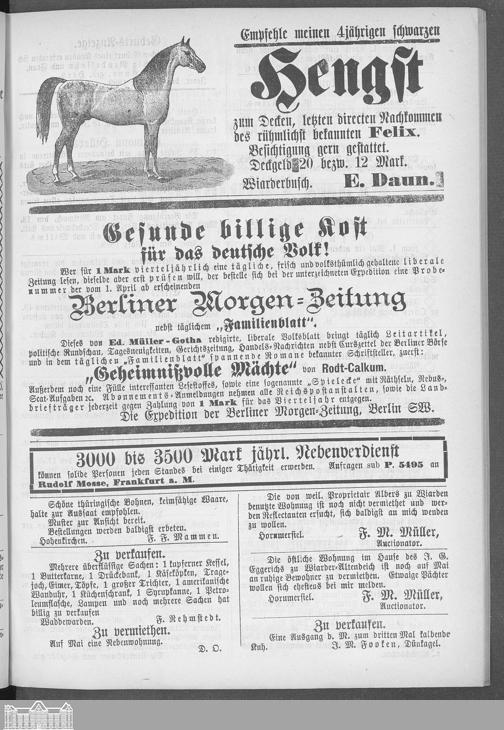 Empfehle meinen 4jährigen schwarzen
Hengst
zum Decken, letzten directen Nachkommen
des rühmlichst bekannten Felix.
Besichtigung gern gestattet.
Deckgeld 20 bezw. 12 Mark.
Wiarderbusch. E. Daun.
Gesunde billige Kost
für das deutsche Volk!
Wer für 1 Mark vierteljährlich eine tägliche, frisch und volksthümlich gehaltene liberale
Zeitung lesen, dieselbe aber erst prüfen will, der bestelle sich bei der unterzeichneten Expedition eine Probe-
nummer der vom 1. April ab erscheinenden
Berliner Morgen-Zeitung
nebst täglichem „Familienblatt“.
Dieses von Ed. Müller-Gotha redigirte, liberale Volksblatt bringt täglich Leitartikel,
politische Rundschau, Tagesneuigkeiten, Gerichtszeitung, Handels-Nachrichten nebst Curszettel der Berliner Börse
und in dem täglichen „Familienblatt“ spannende Romane bekannter Schriftsteller, zuerst:
„Geheimnißvolle Mächte“ von Rodt-Calkum.
Außerdem noch eine Fülle interessanten Lesestoffes, sowie eine sogenannte „Spielecke“ mit Räthseln, Rebus-,
Scat-Aufgaben ꝛc. Abonnements-Anmeldungen nehmen alle Reichspostanstalten, sowie die Land-
briefträger jederzeit gegen Zahlung von 1 Mark für das Vierteljahr entgegen.
Die Expedition der Berliner Morgen-Zeitung, Berlin SW.
3000 bis 3500 Mark jährl. Nebenverdienst
können solide Personen jeden Standes bei einiger Thätigkeit erwerben. Anfragen sub P. 5495 an
Rudolf Mosse, Frankfurt a. M.
Schöne thüringische Bohnen, keimfähige Waare,
halte zur Aussaat empfohlen.
Muster zur Ansicht bereit.
Bestellungen werden baldigst erbeten.
Hohenkirchen. F. F. Mammen.
Zu verkaufen.
Mehrere überflüssige Sachen: 1 kupferner Kessel,
1 Butterkarne, 1 Drückebank, 1 Käseköpken, Trage-
joch, Eimer, Töpfe, 1 großer Trichter, 1 amerikanische
Wanduhr, 1 Küchenschrank, 1 Syrupkanne, 1 Petro-
leumflasche, Lampen und noch mehrere Sachen hat
billig zu verkaufen
Waddewarden. F. Rehmstedt.
Zu vermiethen.
Auf Mai eine Nebenwohnung.
D. O.
Die von weil. Proprietair Alders zu Wiarden
benutzte Wohnung ist noch nicht vermiethet und wer-
den Reflectanten ersucht, sich baldigst an mich wenden
zu wollen.
Horumersiel. F. M. Müller,
Auctionator.
Die östliche Wohnung im Hause des J. G.
Eggerichs zu Wiarder-Altendeich ist noch auf Mai
an ruhige Bewohner zu vermiethen. Etwaige Pächter
wollen sich ehestens bei mir melden.
Horumersiel. F. M. Müller,
Auctionator.
Zu verkaufen.
Eine Ausgang d. M. zum dritten Mal kalbende
Kuh. J. M. Fooken, Dünkagel.